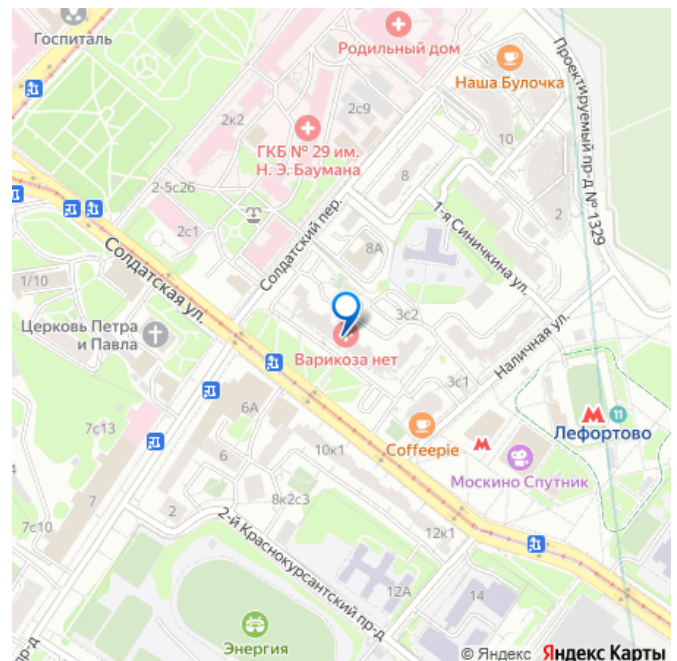 Госпиталь
Родильный дом
Наша Булочка
Проектируемый пр-д № 1329
2с9
2к2
ГКБ № 29 им.
Н. Э. Баумана
10
8
2
2-5с26
2с1
Солдатский пер.
1-я Синичкина ул.
8А
Солдатская ул.
1/10
3с2
Наличная ул.
Церковь Петра
и Павла
Варикоза нет
3с1
6А
7с13
Coffeepie
11
Лефортово
Москино Спутник
10к1
6
8к2с3
7
2
7с10
2-й Краснокурсантский пр-д
12к1
12А
14
Энергия
пр-д
© Яндекс Яндекс Карты